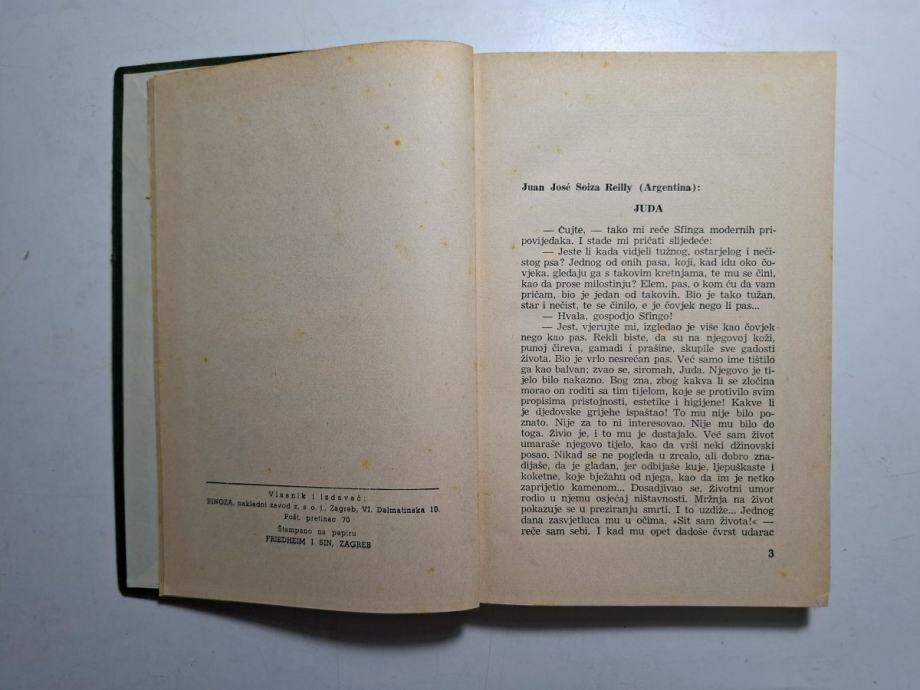 Vlasnik i izdavač:
BINOZA, nakladni zavod z. s o. j., Zagreb, VI. Dalmatinska 10.
Pošt. pretinac 70
Štampano na papiru
FRIEDHEIM I SIN, ZAGREB
Juan José Soiza Reilly (Argentina):
JUDA
— Čujte, — tako mi reče Sfinga modernih pri-
povijeđaka. I stade mi pričati slijedeće:
— Jeste li kada vidjeli tužnog, ostarjelog i neči-
stog psa? Jednog od onih pasa, koji, kad idu oko čo-
vjeka, gledaju ga s takovim kretnjama, te mu se čini,
kao da prose milostinju? Elem, pas, o kom ću da vam
pričam, bio je jedan od takovih. Bio je tako tužan,
star i nečist, te se činilo, e je čovjek nego li pas...
— Hvala, gospodjo Sfingo!
— Jest, vjerujte mi, izgledao je više kao čovjek
nego kao pas. Rekli biste, da su na njegovoj koži,
punoj čireva, gamadi i prašine, skupile sve gadosti
života. Bio je vrlo nesrećan pas. Već samo ime tištilo
ga kao balvan; zvao se, siromah, Juda. Njegovo je ti-
jelo bilo nakazno. Bog zna, zbog kakva li se zločina
morao on roditi sa tim tijelom, koje se protivilo svim
propisima pristojnosti, estetike i higijene! Kakve li
je djedovske grijehe ispaštao! To mu nije bilo po-
znato. Nije za to ni interesovao. Nije mu bilo do
toga. Živio je, i to mu je dostajalo. Već sam život
umaraše njegovo tijelo, kao da vrši neki džinovski
posao. Nikad se ne pogleda u zrcalo, ali dobro zna-
dijaše, da je gladan, jer odbijaše kuje, ljepuškaste i
koketne, koje bježahu od njega, kao da im je netko
zaprijetio kamenom... Dosadjivao se. Životni umor
rodio u njemu osjećaj ništavnosti. Mržnja na život
pokazuje se u preziranju smrti. I to uzdiže... Jednog
dana zasvjetluca mu u očima. »Sit sam života!« —
reče sam sebi. I kad mu opet dadoše čvrst udarac
3